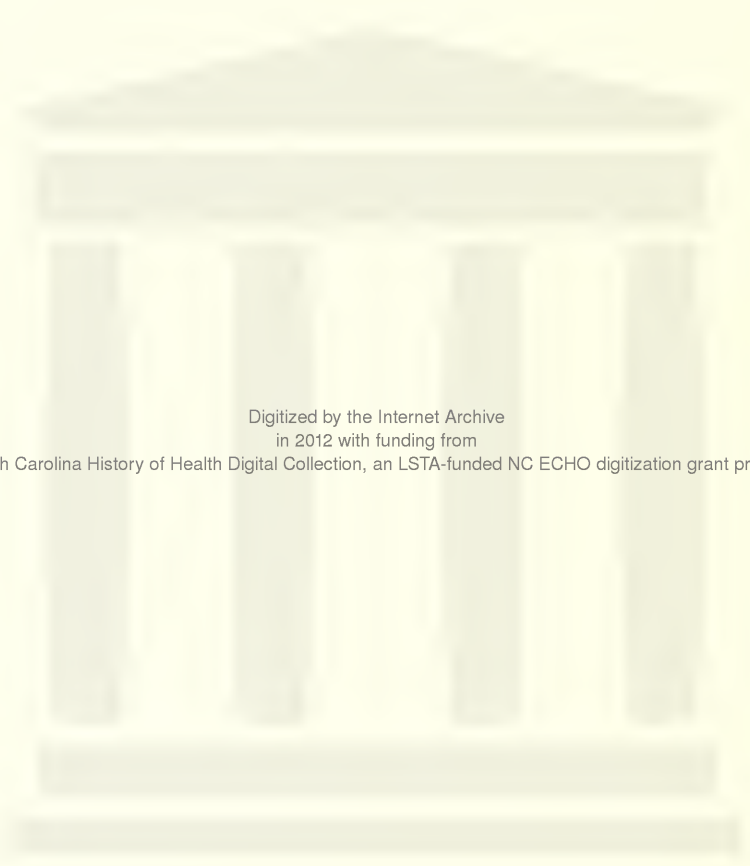 Digitized by the Internet Archive
in 2012 with funding from
h Carolina History of Health Digital Collection, an LSTA-funded NC ECHO digitization grant pr